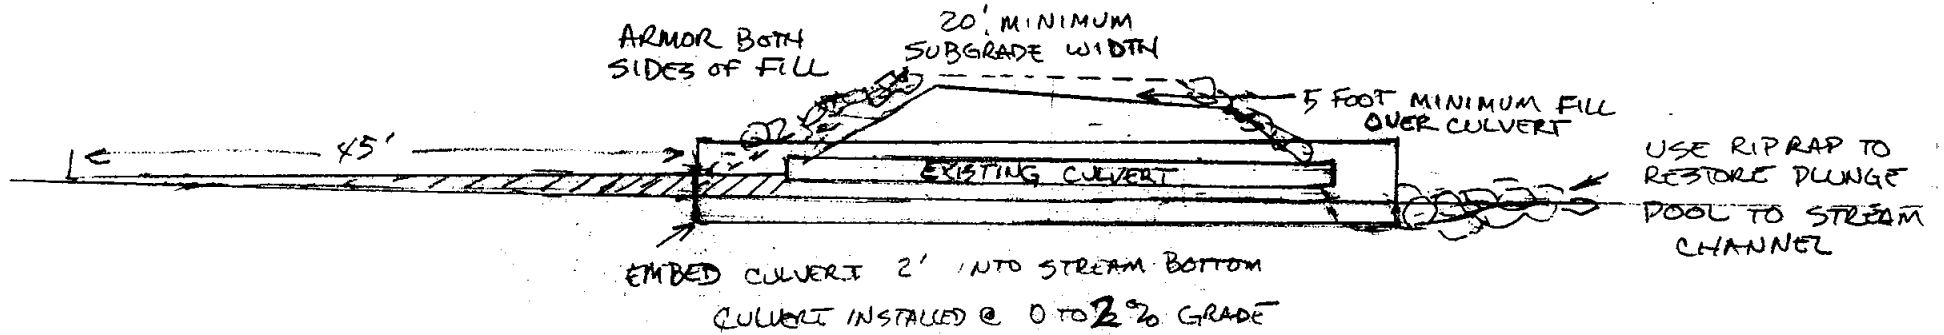 ARMOR BOTH
SIDES OF FILL
20' MINIMUM
SUBGRADE WIDTH
5 FOOT MINIMUM FILL
OVER CULVERT
45'
EXISTING CULVERT
USE RIPRAP TO
RESTORE PLUNGE
POOL TO STREAM
CHANNEL
EMBED CULVERT 2' INTO STREAM BOTTOM
CULVERT INSTALLED @ 0 TO 2% GRADE